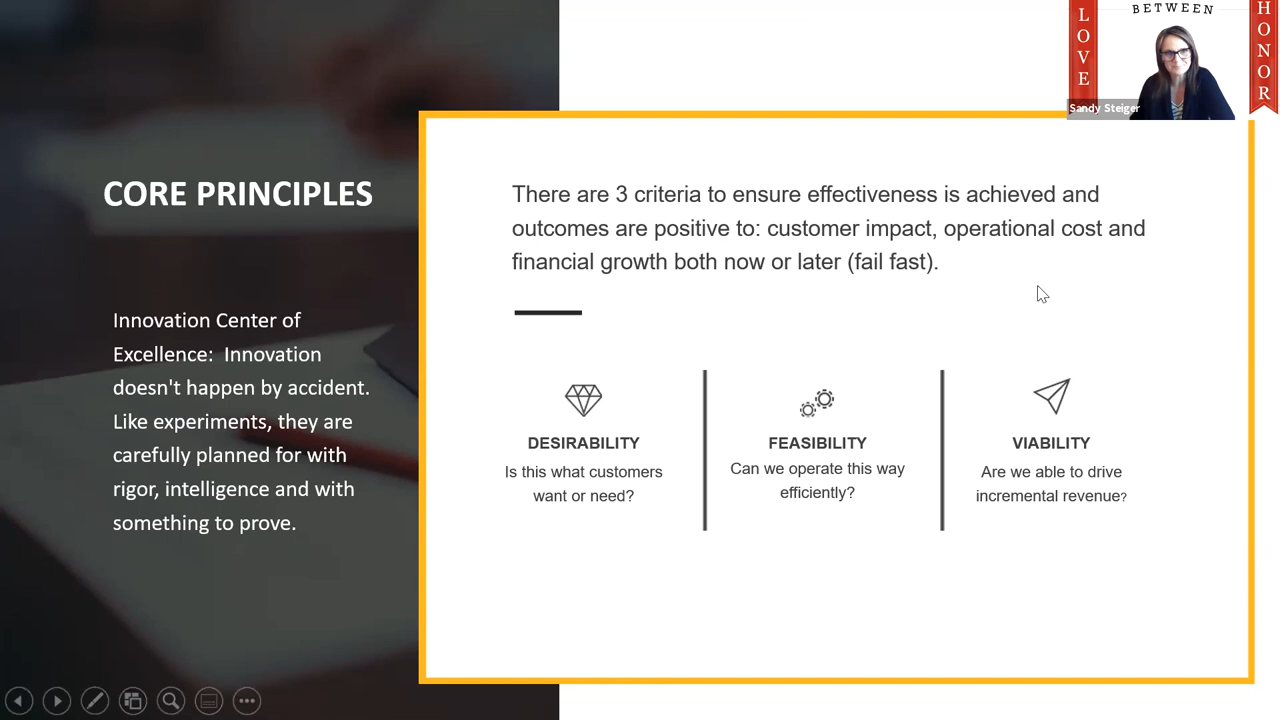 CORE PRINCIPLES
Innovation Center of
Excellence:  Innovation
doesn't happen by accident.
Like experiments, they are
carefully planned for with
rigor, intelligence and with
something to prove.
There are 3 criteria to ensure effectiveness is achieved and
outcomes are positive to: customer impact, operational cost and
financial growth both now or later (fail fast).
DESIRABILITY
Is this what customers
want or need?
FEASIBILITY
Can we operate this way
efficiently?
VIABILITY
Are we able to drive
incremental revenue?
LOVE
BETWEEN
HONOR
Sandy Steiger